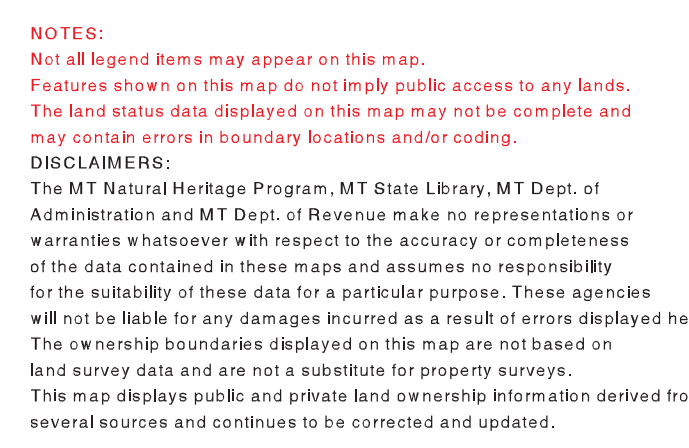 NOTES:
Not all legend items may appear on this map.
Features shown on this map do not imply public access to any lands.
The land status data displayed on this map may not be complete and
may contain errors in boundary locations and/or coding.
DISCLAIMERS:
The MT Natural Heritage Program, MT State Library, MT Dept. of
Administration and MT Dept. of Revenue make no representations or
warranties whatsoever with respect to the accuracy or completeness
of the data contained in these maps and assumes no responsibility
for the suitability of these data for a particular purpose. These agencies
will not be liable for any damages incurred as a result of errors displayed he
The ownership boundaries displayed on this map are not based on
land survey data and are not a substitute for property surveys.
This map displays public and private land ownership information derived fro
several sources and continues to be corrected and updated.